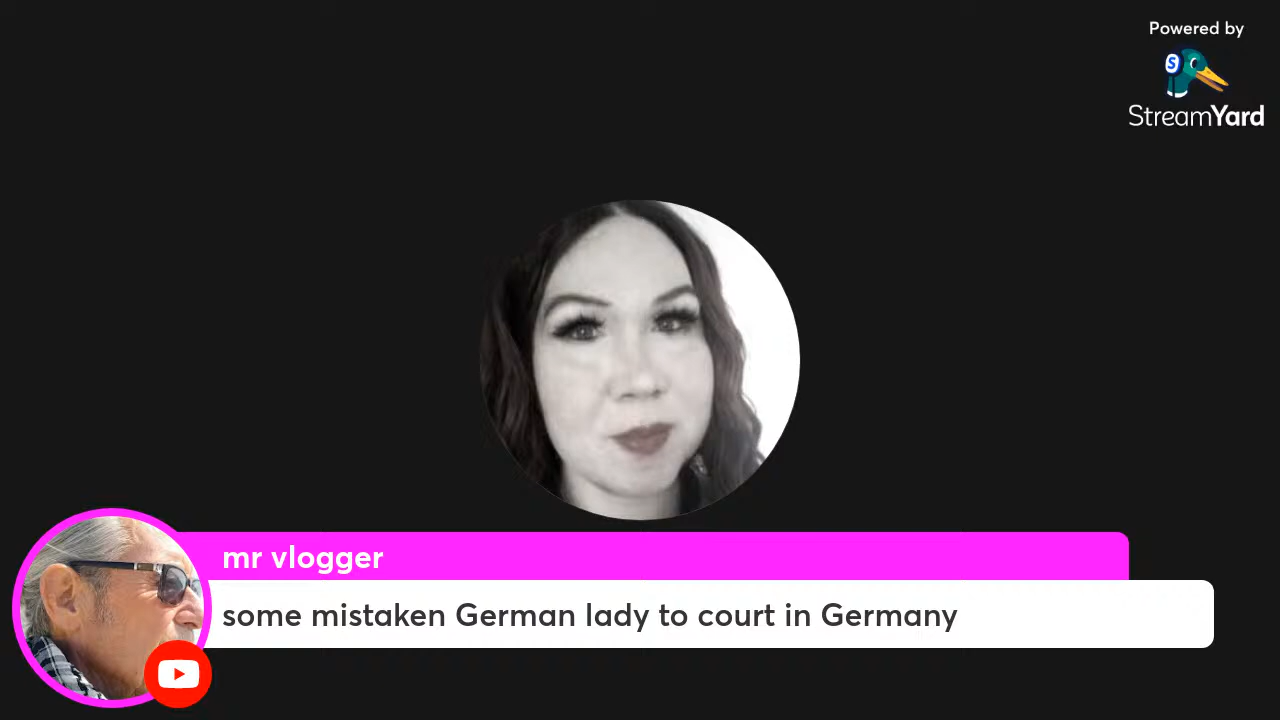 Powered by
S
StreamYard
mr vlogger
some mistaken German lady to court in Germany